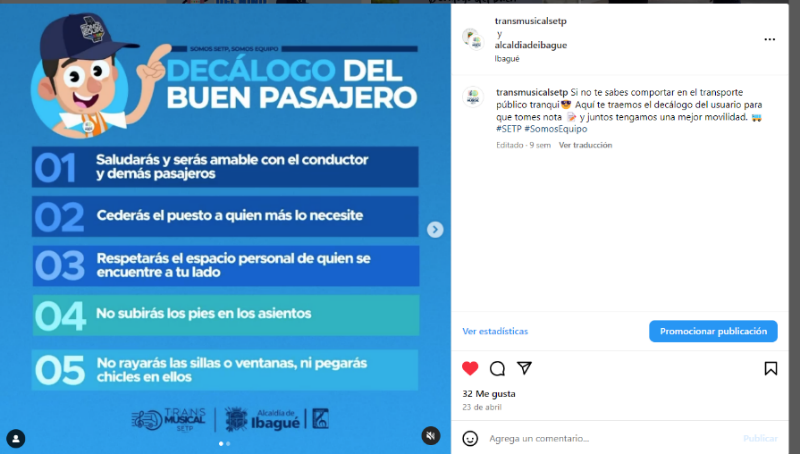 SOMOS SETP, SOMOS EQUIPO
DECÁLOGO DEL
BUEN PASAJERO
01
Saludarás y serás amable con el conductor
y demás pasajeros
02
Cederás el puesto a quien más lo necesite
03
Respetarás el espacio personal de quien se
encuentre a tu lado
04
No subirás los pies en los asientos
05
No rayarás las sillas o ventanas, ni pegarás
chicles en ellos
TRANS
MUSICAL
SETP
Alcaldía de
Ibagué
transmusicalsetp
y
alcaldiadeibague
Ibagué
transmusicalsetp Si no te sabes comportar en el transporte
público tranqui😎 Aquí te traemos el decálogo del usuario para
que tomes nota 📝 y juntos tengamos una mejor movilidad. 🚎
#SETP #SomosEquipo
Editado · 9 sem Ver traducción
Ver estadísticas
Promocionar publicación
32 Me gusta
23 de abril
Agrega un comentario...
Publicar